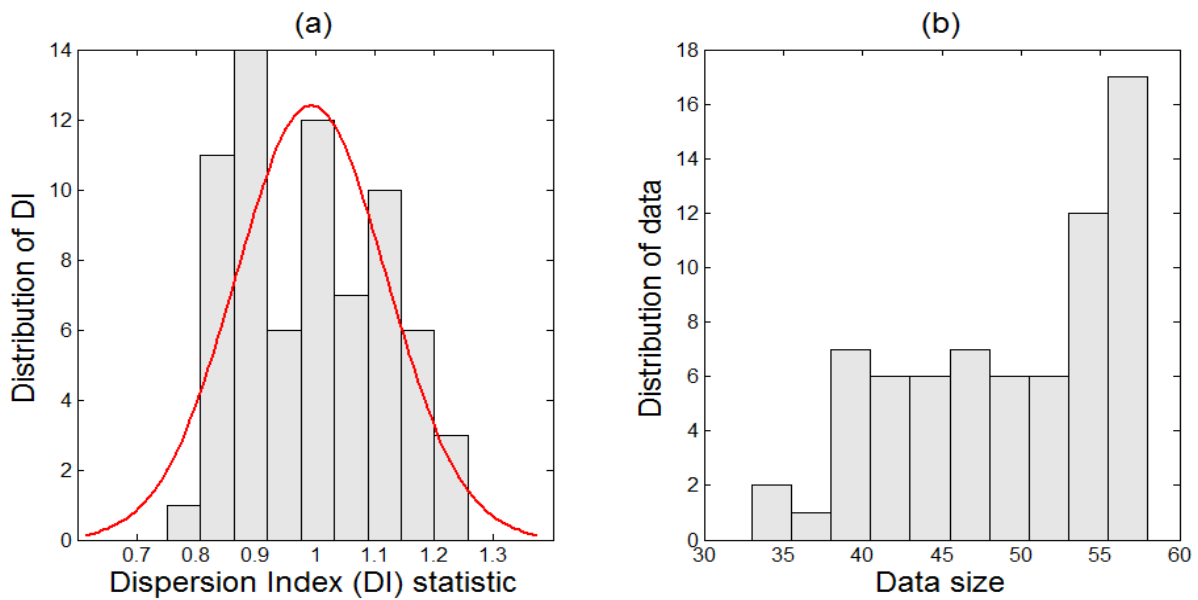 (a)
Distribution of DI
14
12
10
8
6
4
2
0
0.7 0.8 0.9 1 1.1 1.2 1.3
Dispersion Index (DI) statistic
(b)
Distribution of data
18
16
14
12
10
8
6
4
2
0
30 35 40 45 50 55 60
Data size